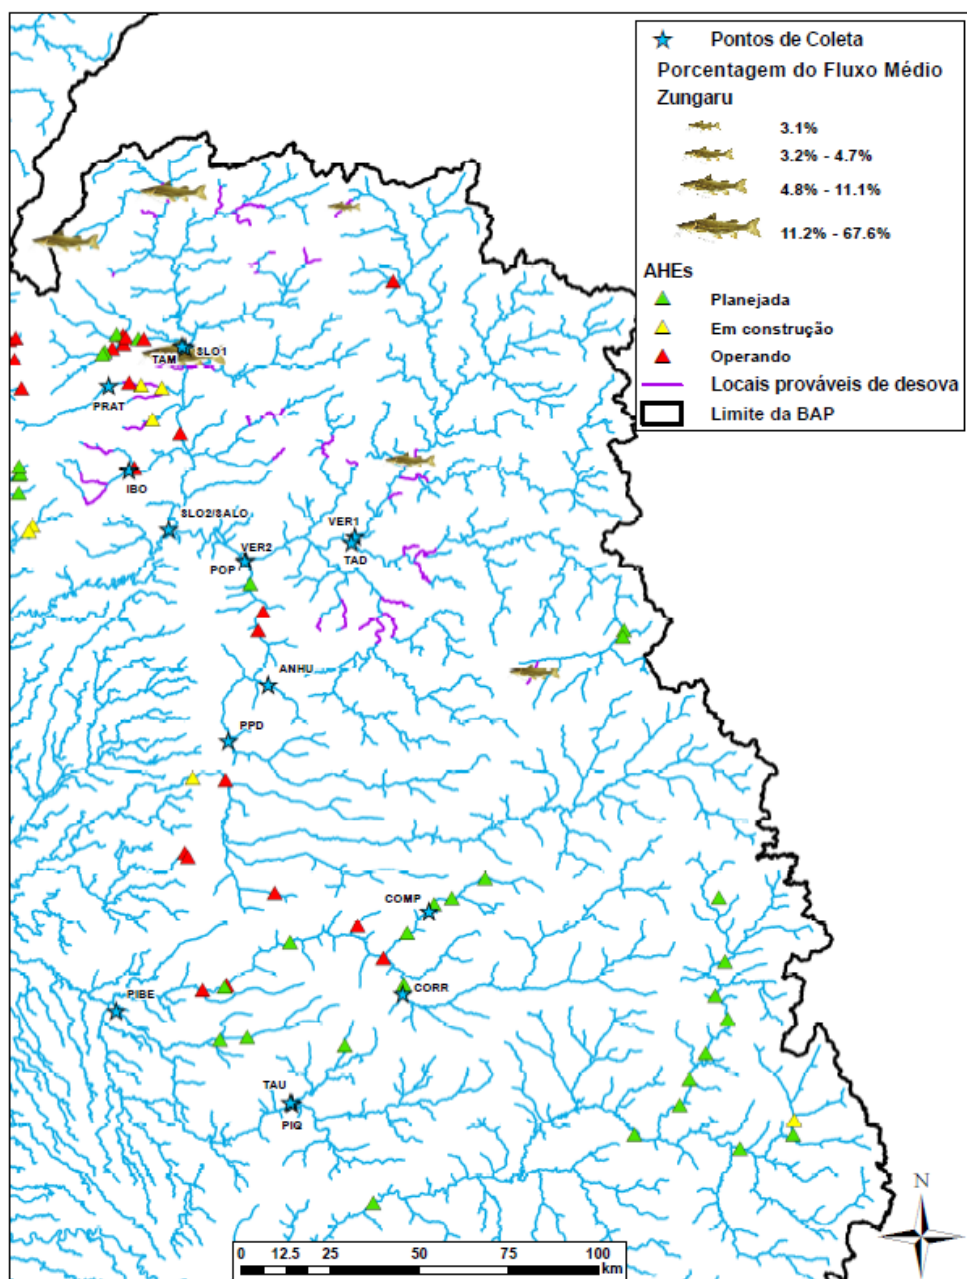 Pontos de Coleta
Porcentagem do Fluxo Médio
Zungaru
3.1%
3.2% - 4.7%
4.8% - 11.1%
11.2% - 67.6%
AHEs
Planejada
Em construção
Operando
Locais prováveis de desova
Limite da BAP
SLO1
TAM
PRAT
IBO
SLO2/SALO
VER1
VER2
TAD
POP
ANHU
PPD
COMP
CORR
PIBE
TAU
PIQ
N
0 12.5 25 50 75 100
km